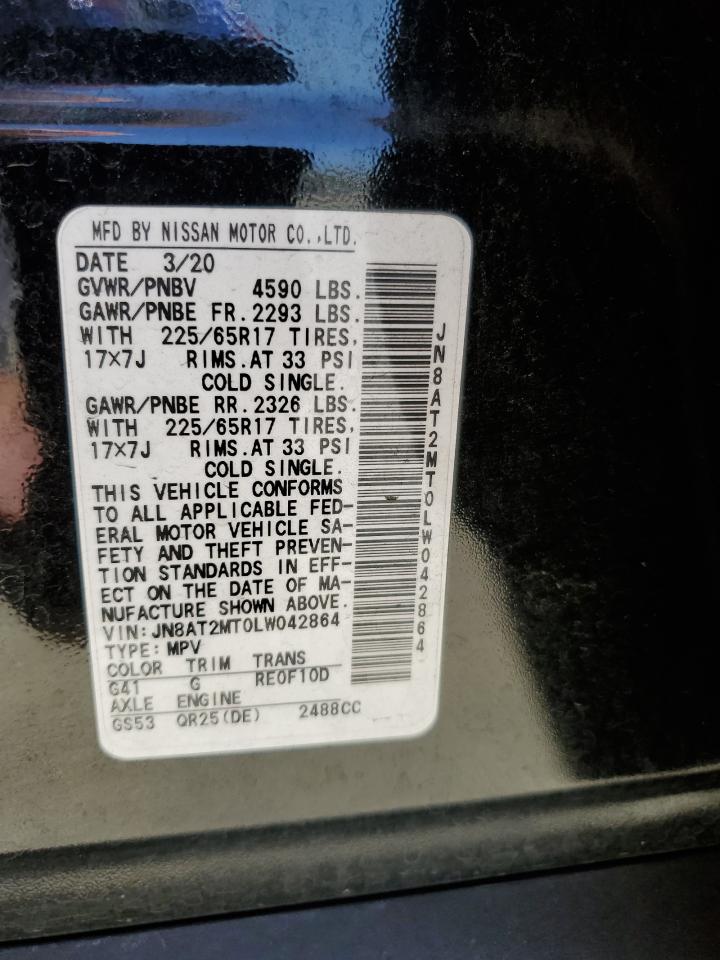 MFD BY NISSAN MOTOR CO.,LTD.
DATE 3/20
GVWR/PNBV 4590 LBS.
GAWR/PNBE FR.2293 LBS.
WITH 225/65R17 TIRES,
17×7J RIMS.AT 33 PSI
COLD SINGLE.
GAWR/PNBE RR.2326 LBS.
WITH 225/65R17 TIRES,
17×7J RIMS.AT 33 PSI
COLD SINGLE.
THIS VEHICLE CONFORMS
TO ALL APPLICABLE FED-
ERAL MOTOR VEHICLE SA-
FETY AND THEFT PREVEN-
TION STANDARDS IN EFF-
ECT ON THE DATE OF MA-
NUFACTURE SHOWN ABOVE.
VIN:JN8AT2MT0LW042864
TYPE:MPV
COLOR TRIM TRANS
G41 G RE0F10D
AXLE ENGINE
GS53 QR25(DE) 2488CC
JN8AT2MT0LW042864